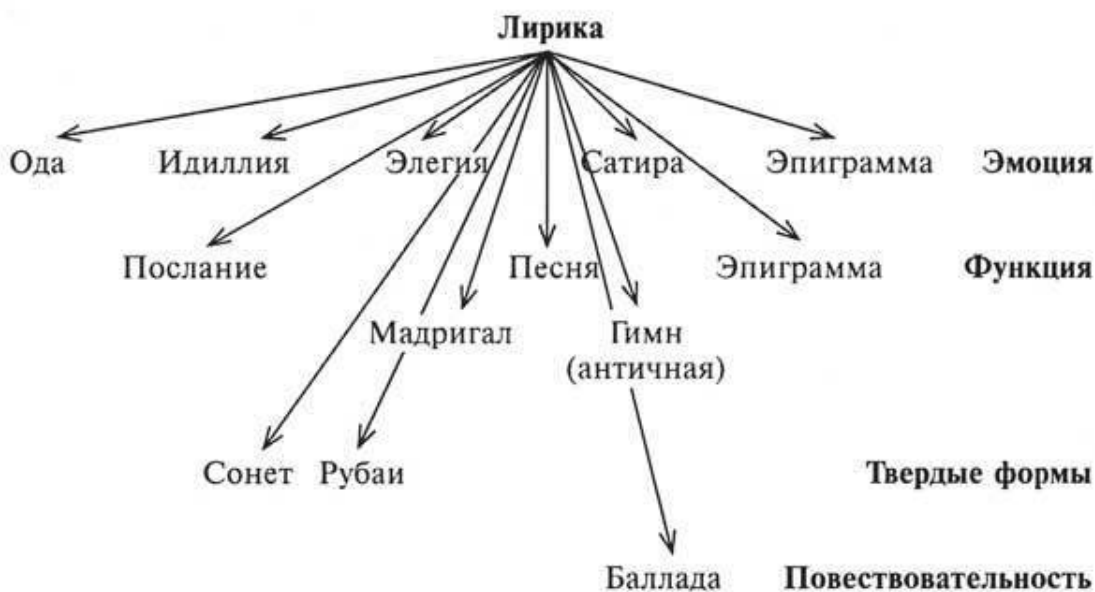 Лирика
Ода Идиллия Элегия Сатира Эпиграмма Эмоция
Послание Песня Эпиграмма Функция
Мадригал Гимн
(античная)
Сонет Рубаи Твердые формы
Баллада Повествовательность